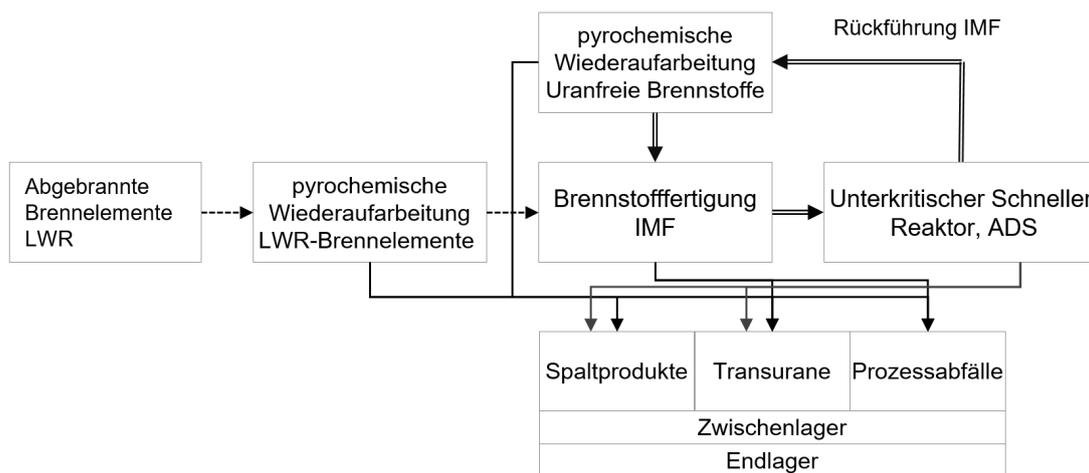 Rückführung IMF
pyrochemische
Wiederaufarbeitung
Uranfreie Brennstoffe
Abgebrannte
Brennelemente
LWR
pyrochemische
Wiederaufarbeitung
LWR-Brennelemente
Brennstofffertigung
IMF
Unterkritischer Schneller
Reaktor, ADS
Spaltprodukte
Transurane
Prozessabfälle
Zwischenlager
Endlager